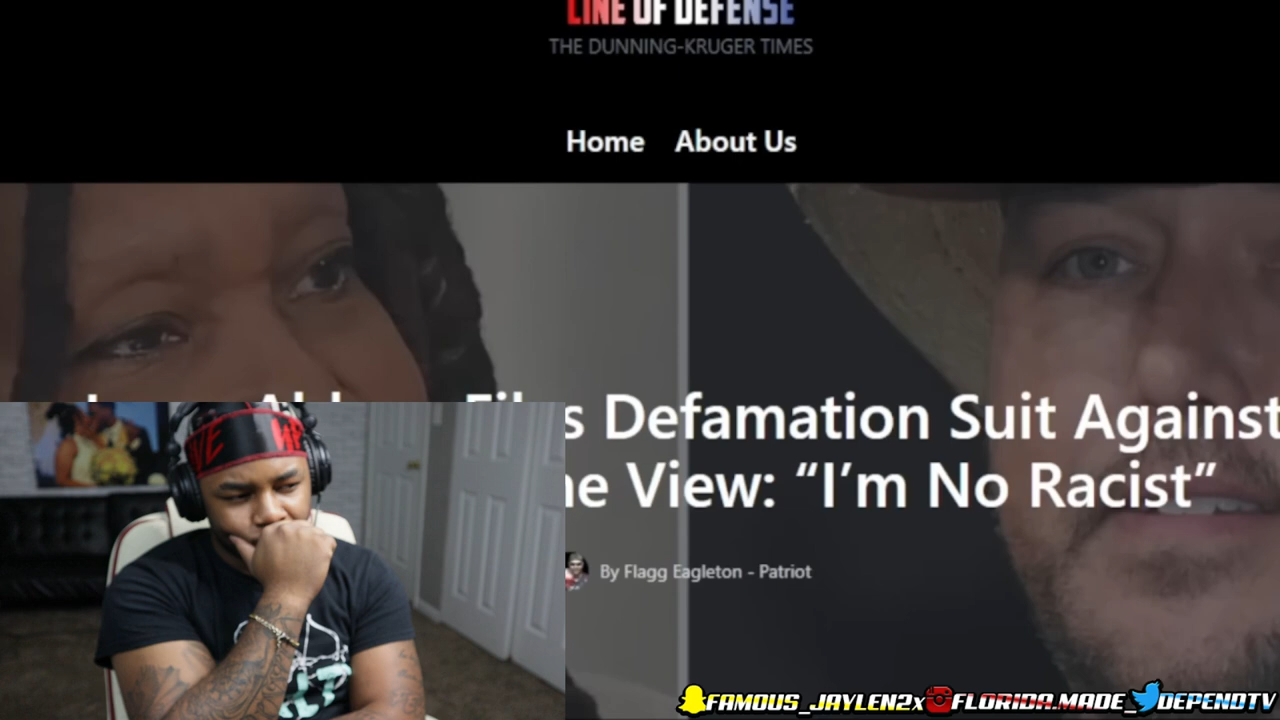 LINE OF DEFENSE
THE DUNNING-KRUGER TIMES
Home About Us
s Defamation Suit Against
e View: “I’m No Racist”
By Flagg Eagleton - Patriot
FAMOUS_JAYLEN2x FLORIDA.MADE_ DEPENDTV